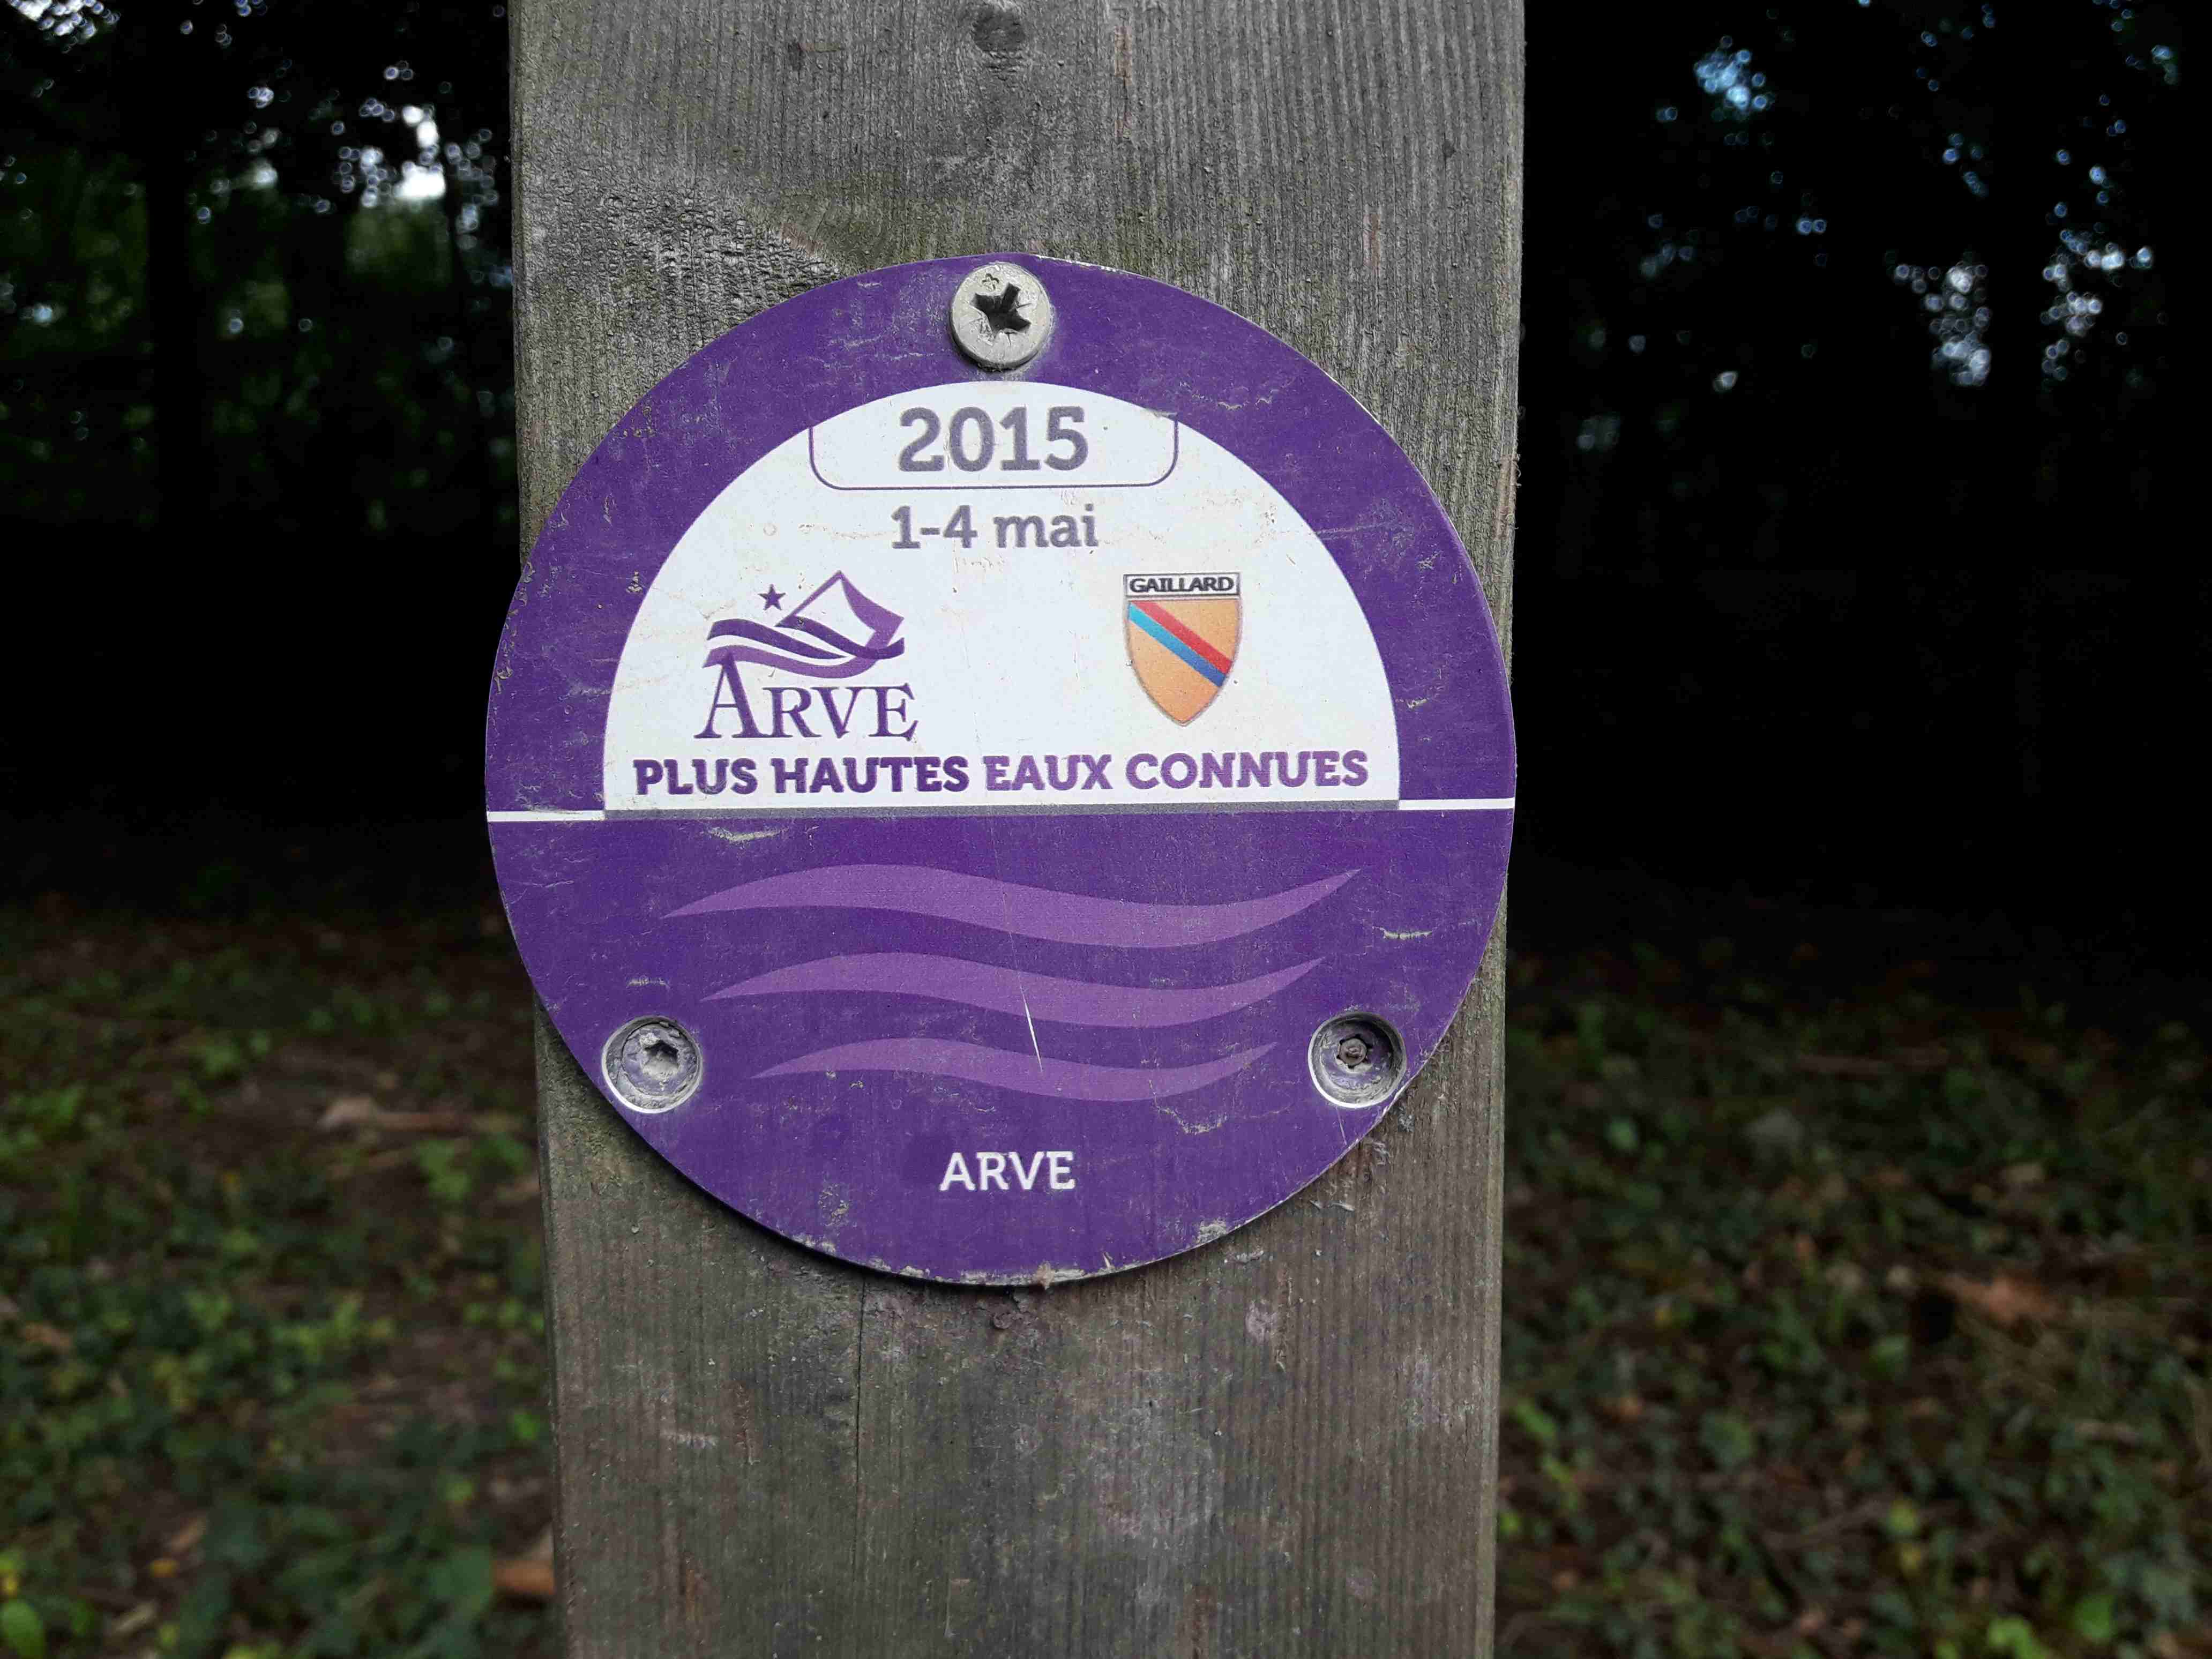 2015
1-4 mai
GAILLARD
ARVE
PLUS HAUTES EAUX CONNUES
ARVE